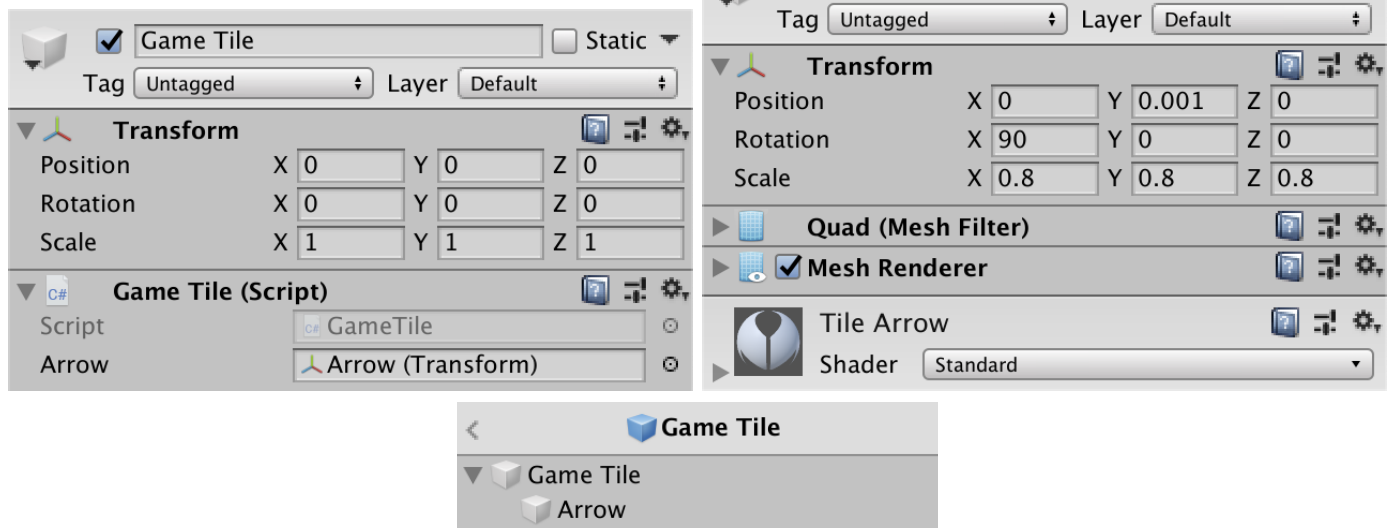 Game Tile Static
Tag Untagged Layer Default
Transform
Position X 0 Y 0 Z 0
Rotation X 0 Y 0 Z 0
Scale X 1 Y 1 Z 1
C# Game Tile (Script)
Script C# GameTile
Arrow Arrow (Transform)
Tag Untagged Layer Default
Transform
Position X 0 Y 0.001 Z 0
Rotation X 90 Y 0 Z 0
Scale X 0.8 Y 0.8 Z 0.8
Quad (Mesh Filter)
Mesh Renderer
Tile Arrow
Shader Standard
Game Tile
Game Tile
Arrow